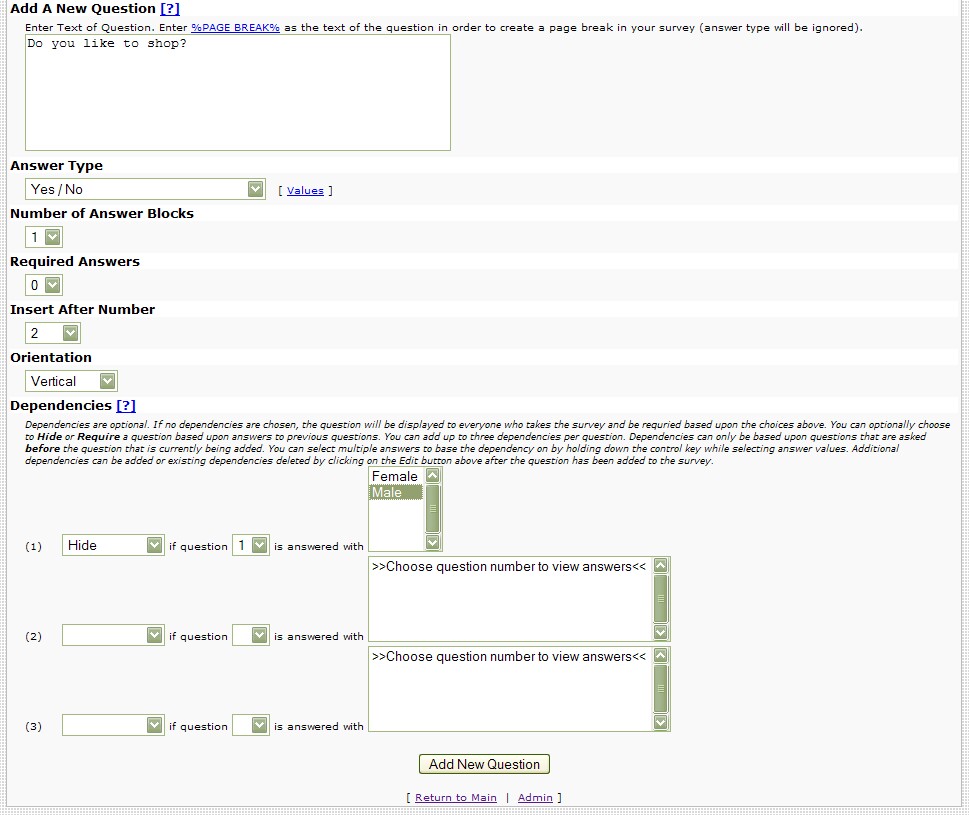 Add A New Question [?]
Enter Text of Question. Enter %PAGE BREAK% as the text of the question in order to create a page break in your survey (answer type will be ignored).
Do you like to shop?
Answer Type
Yes / No [ Values ]
Number of Answer Blocks
1
Required Answers
0
Insert After Number
2
Orientation
Vertical
Dependencies [?]
Dependencies are optional. If no dependencies are chosen, the question will be displayed to everyone who takes the survey and be requried based upon the choices above. You can optionally choose
to Hide or Require a question based upon answers to previous questions. You can add up to three dependencies per question. Dependencies can only be based upon questions that are asked
before the question that is currently being added. You can select multiple answers to base the dependency on by holding down the control key while selecting answer values. Additional
dependencies can be added or existing dependencies deleted by clicking on the Edit button above after the question has been added to the survey.
Female
Male
(1) Hide if question 1 is answered with
>>Choose question number to view answers<<
(2) if question is answered with
>>Choose question number to view answers<<
(3) if question is answered with
Add New Question
[ Return to Main | Admin ]